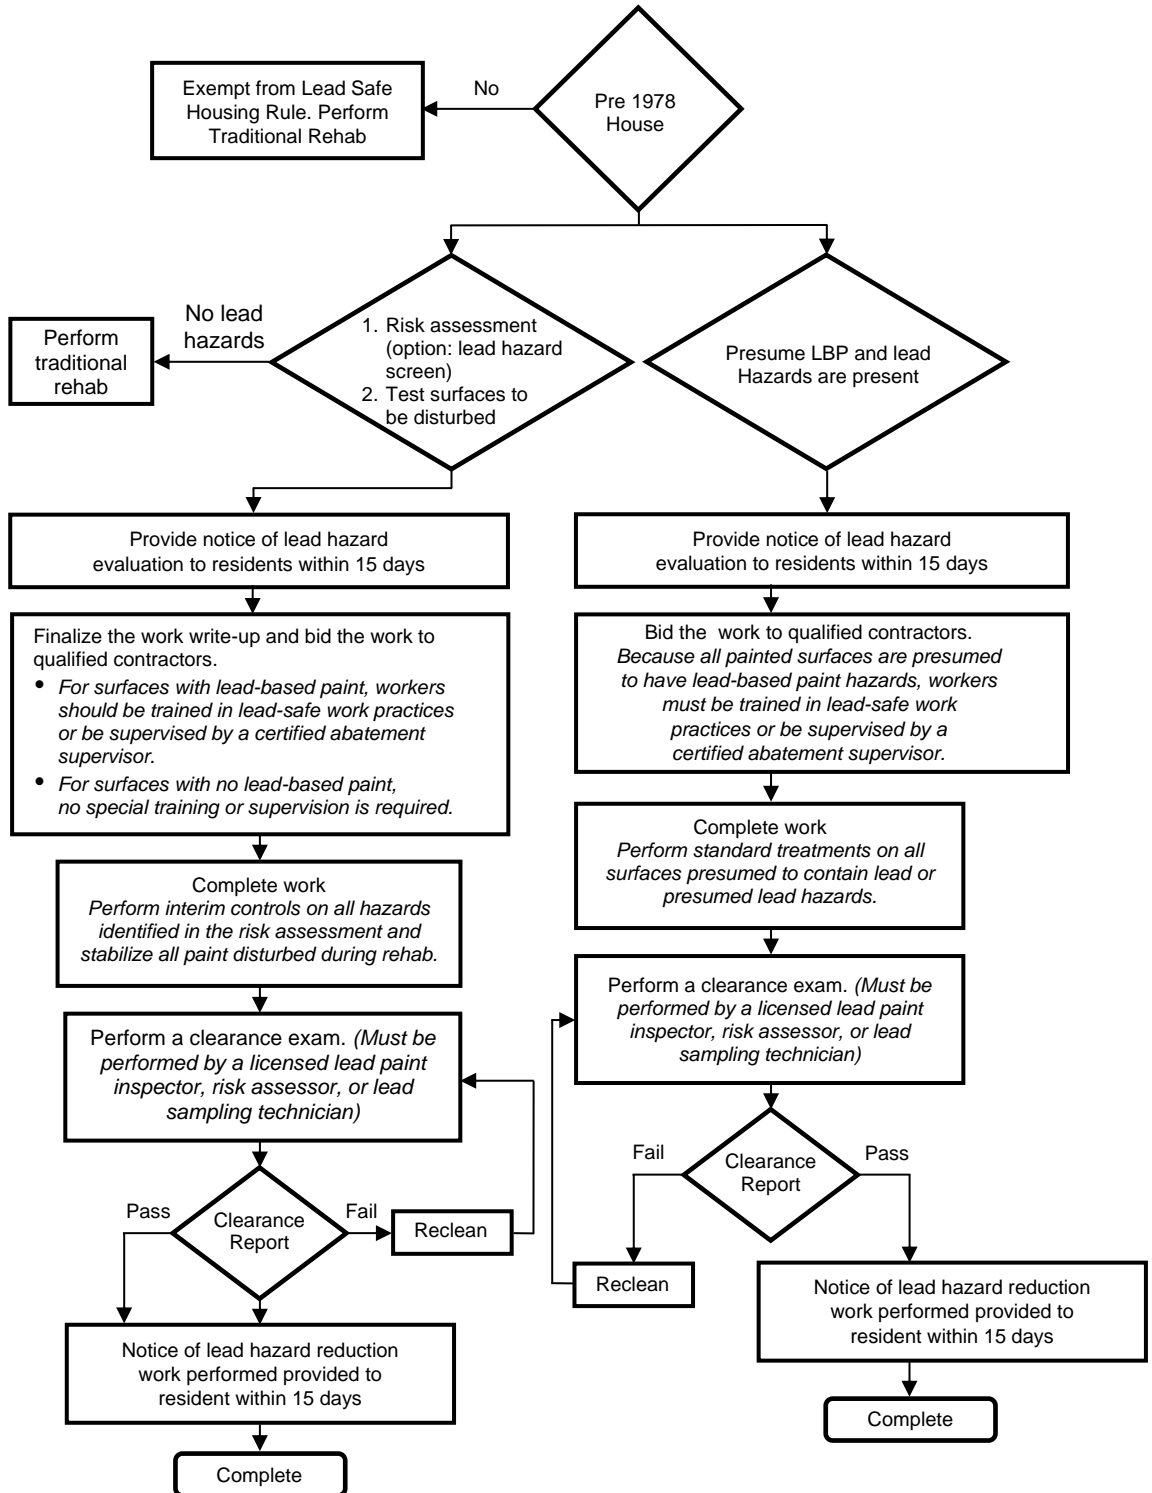 Pre 1978
House
No
Exempt from Lead Safe
Housing Rule. Perform
Traditional Rehab
No lead
hazards
Perform
traditional
rehab
1. Risk assessment
(option: lead hazard
screen)
2. Test surfaces to
be disturbed
Presume LBP and lead
Hazards are present
Provide notice of lead hazard
evaluation to residents within 15 days
Finalize the work write-up and bid the work to
qualified contractors.
• For surfaces with lead-based paint, workers
should be trained in lead-safe work practices
or be supervised by a certified abatement
supervisor.
• For surfaces with no lead-based paint,
no special training or supervision is required.
Complete work
Perform interim controls on all hazards
identified in the risk assessment and
stabilize all paint disturbed during rehab.
Perform a clearance exam. (Must be
performed by a licensed lead paint
inspector, risk assessor, or lead
sampling technician)
Pass
Clearance
Report
Fail
Reclean
Notice of lead hazard reduction
work performed provided to
resident within 15 days
Complete
Provide notice of lead hazard
evaluation to residents within 15 days
Bid the work to qualified contractors.
Because all painted surfaces are presumed
to have lead-based paint hazards, workers
must be trained in lead-safe work
practices or be supervised by a
certified abatement supervisor.
Complete work
Perform standard treatments on all
surfaces presumed to contain lead or
presumed lead hazards.
Perform a clearance exam. (Must be
performed by a licensed lead paint
inspector, risk assessor, or lead
sampling technician)
Fail
Clearance
Report
Pass
Reclean
Notice of lead hazard reduction
work performed provided to
resident within 15 days
Complete